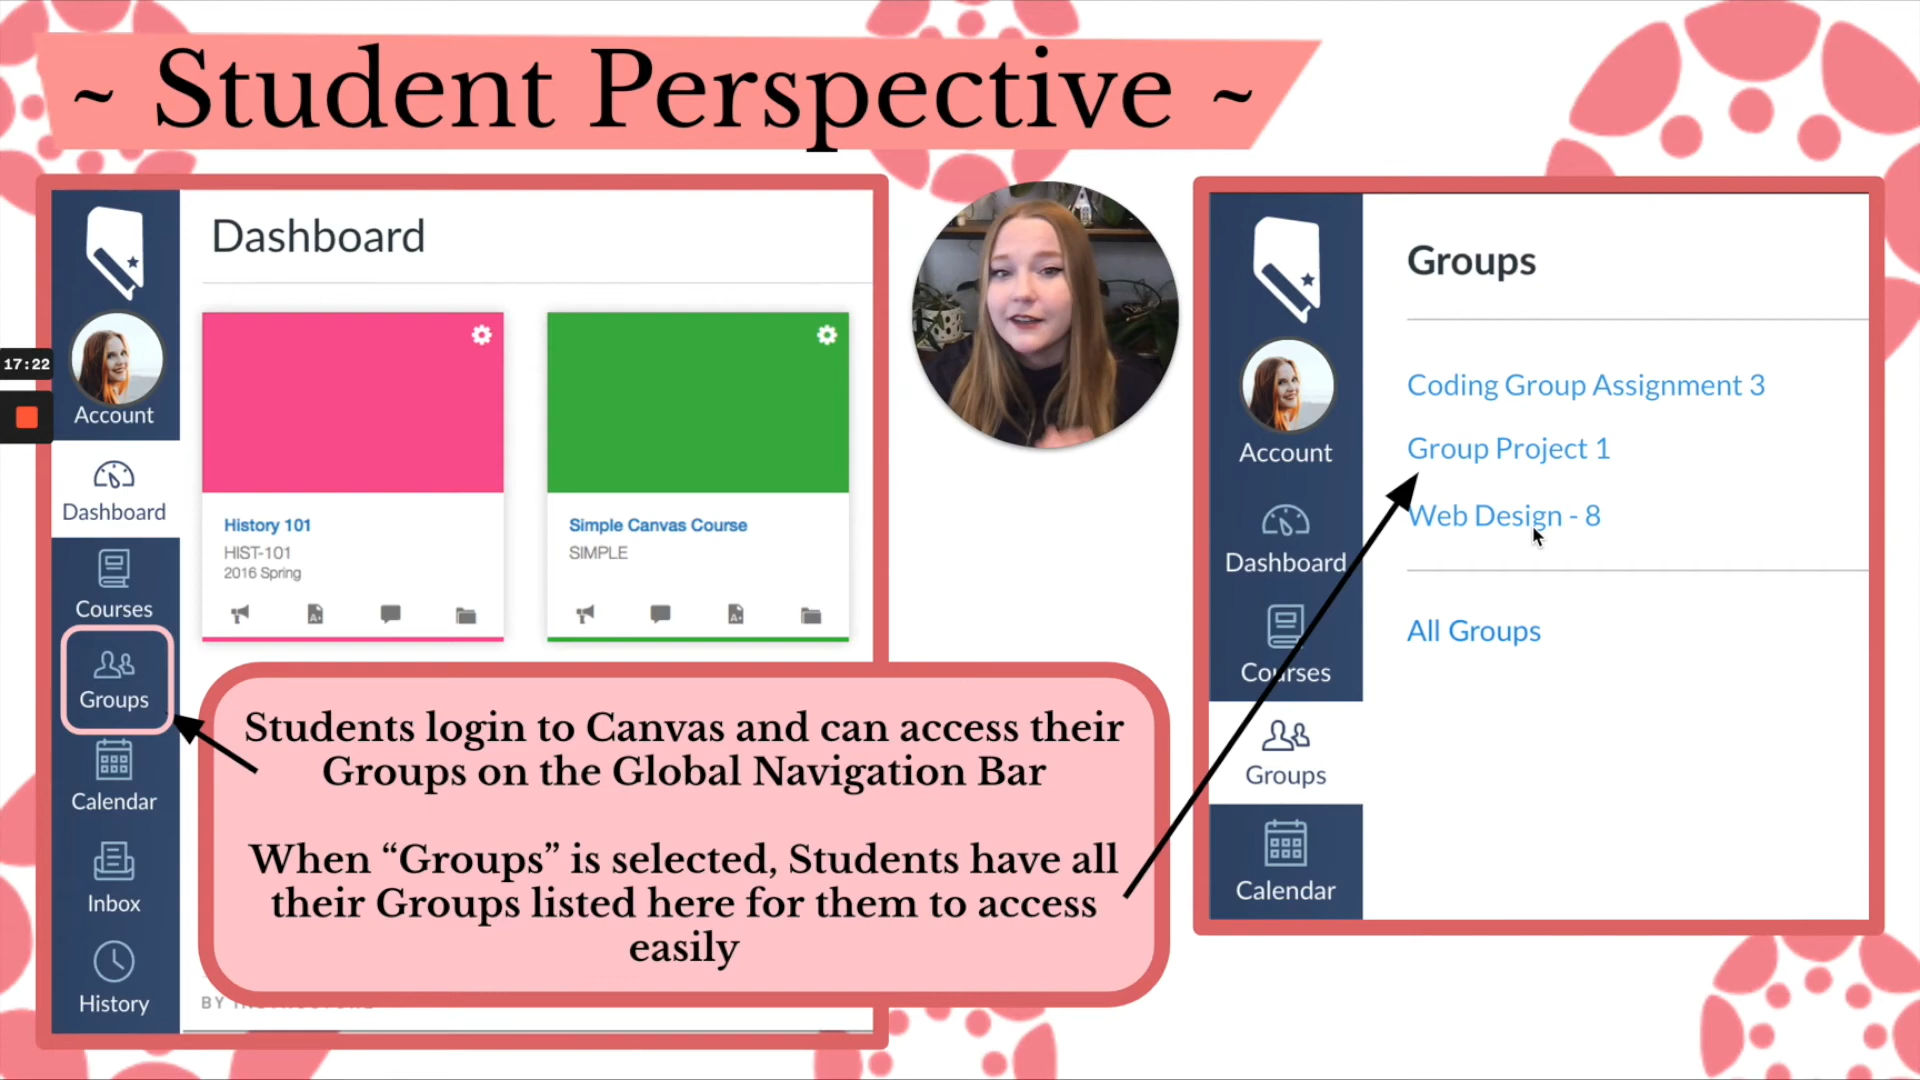 ~ Student Perspective ~
Dashboard
17:22
Account
Dashboard
Courses
Groups
Calendar
Inbox
History
History 101
HIST-101
2016 Spring
Simple Canvas Course
SIMPLE
Students login to Canvas and can access their
Groups on the Global Navigation Bar
When “Groups” is selected, Students have all
their Groups listed here for them to access
easily
BY
Account
Dashboard
Courses
Groups
Calendar
Groups
Coding Group Assignment 3
Group Project 1
Web Design - 8
All Groups